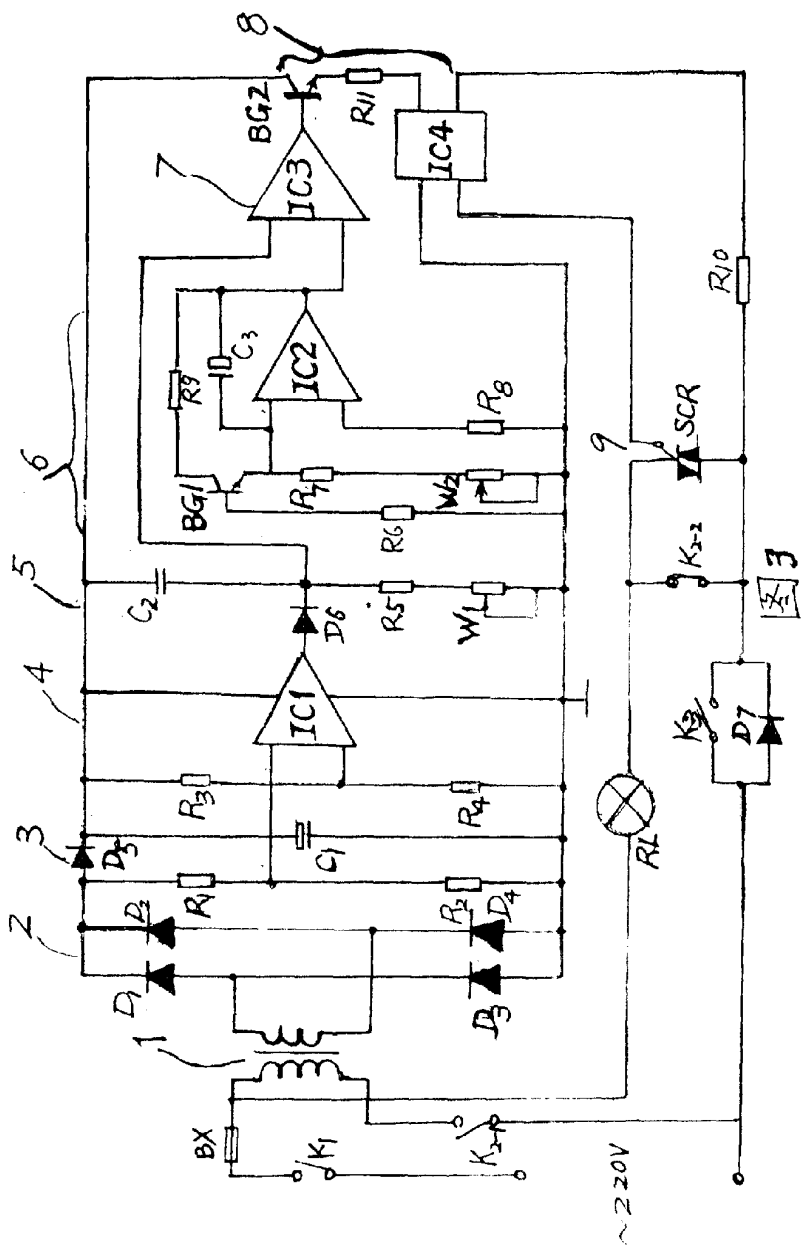 1
2
3
4
5
6
7
8
9
BX
K1
K2-1
~220V
D1
D2
D3
D4
R1
R2
D5
C1
R3
R4
IC1
D6
C2
R5
W1
BG1
R6
R7
W2
R9
C3
IC2
R8
IC3
BG2
R11
IC4
R10
SCR
K2-2
K3
D7
RL
图3